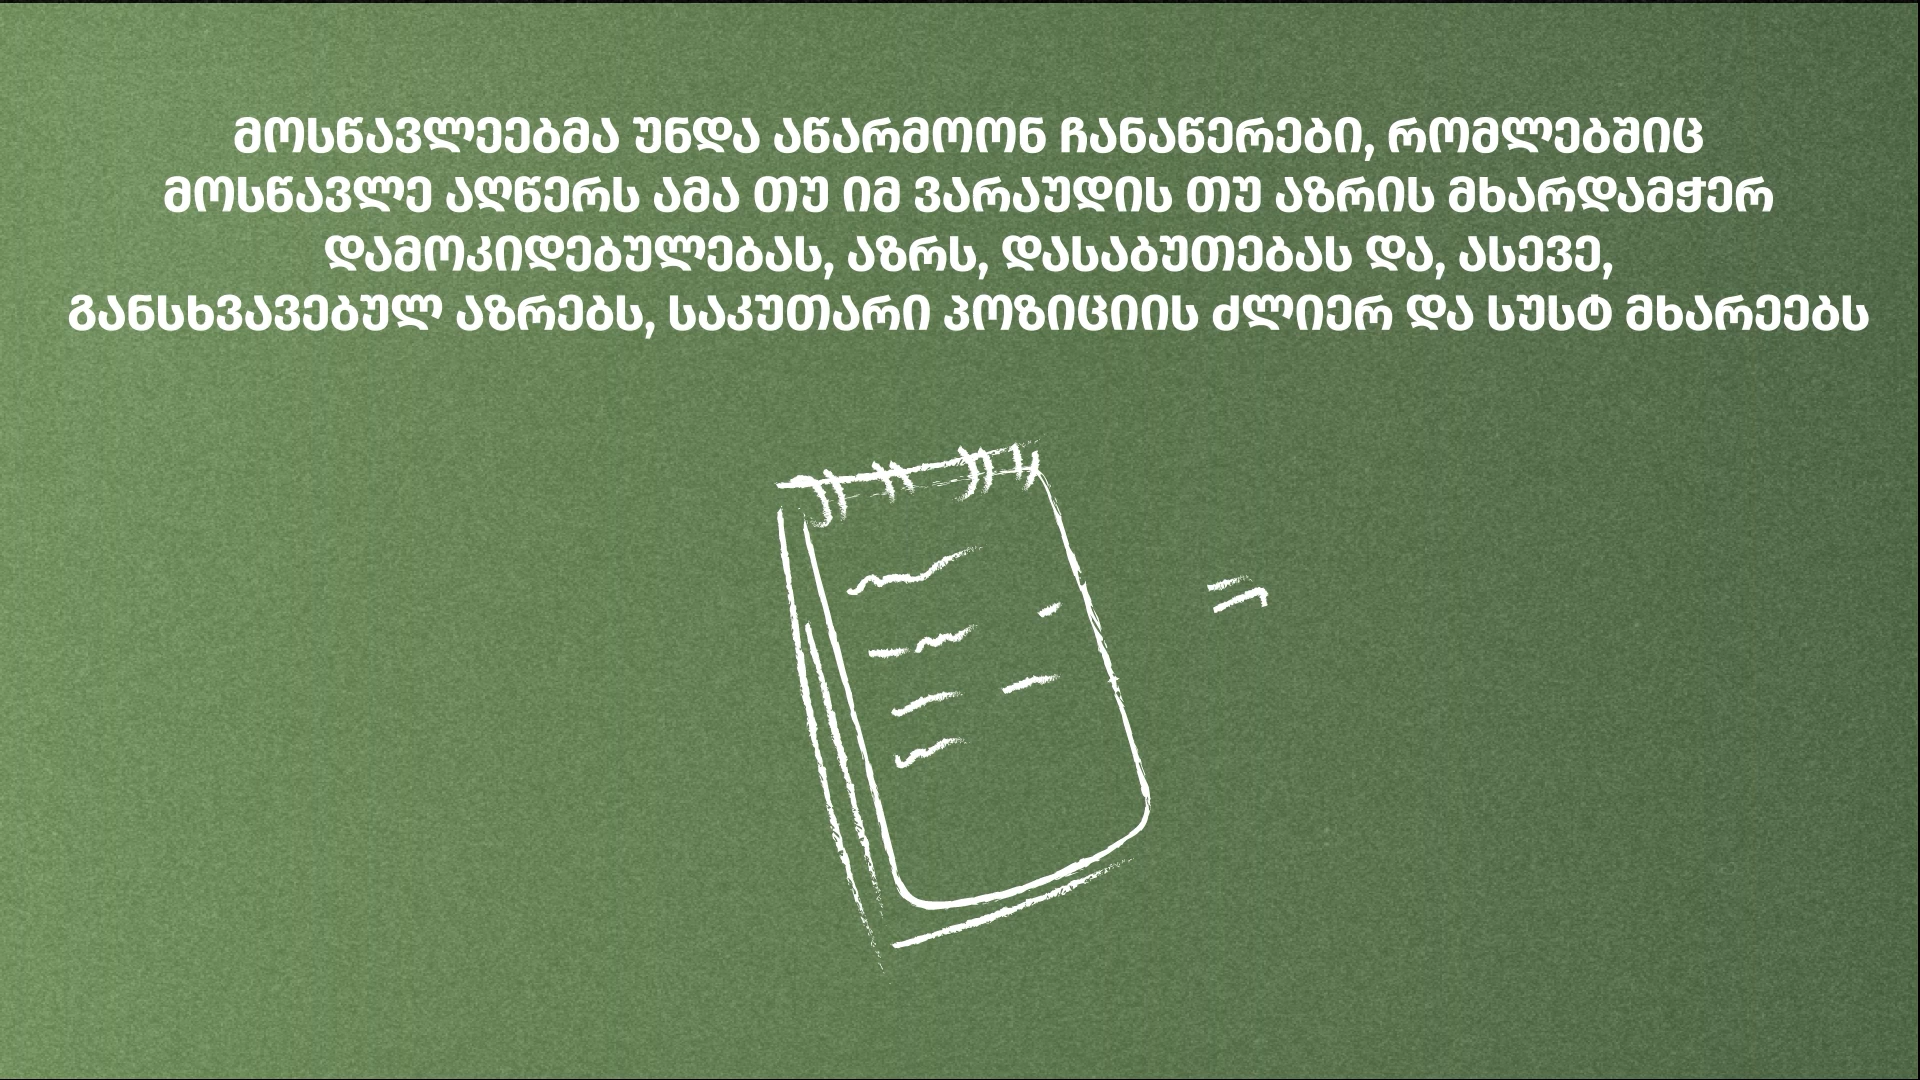 მოსწავლეებმა უნდა აწარმოონ ჩანაწერები, რომლებშიც
მოსწავლე აღწერს ამა თუ იმ ვარაუდის თუ აზრის მხარდამჭერ
დამოკიდებულებას, აზრს, დასაბუთებას და, ასევე,
განსხვავებულ აზრებს, საკუთარი პოზიციის ძლიერ და სუსტ მხარეებს